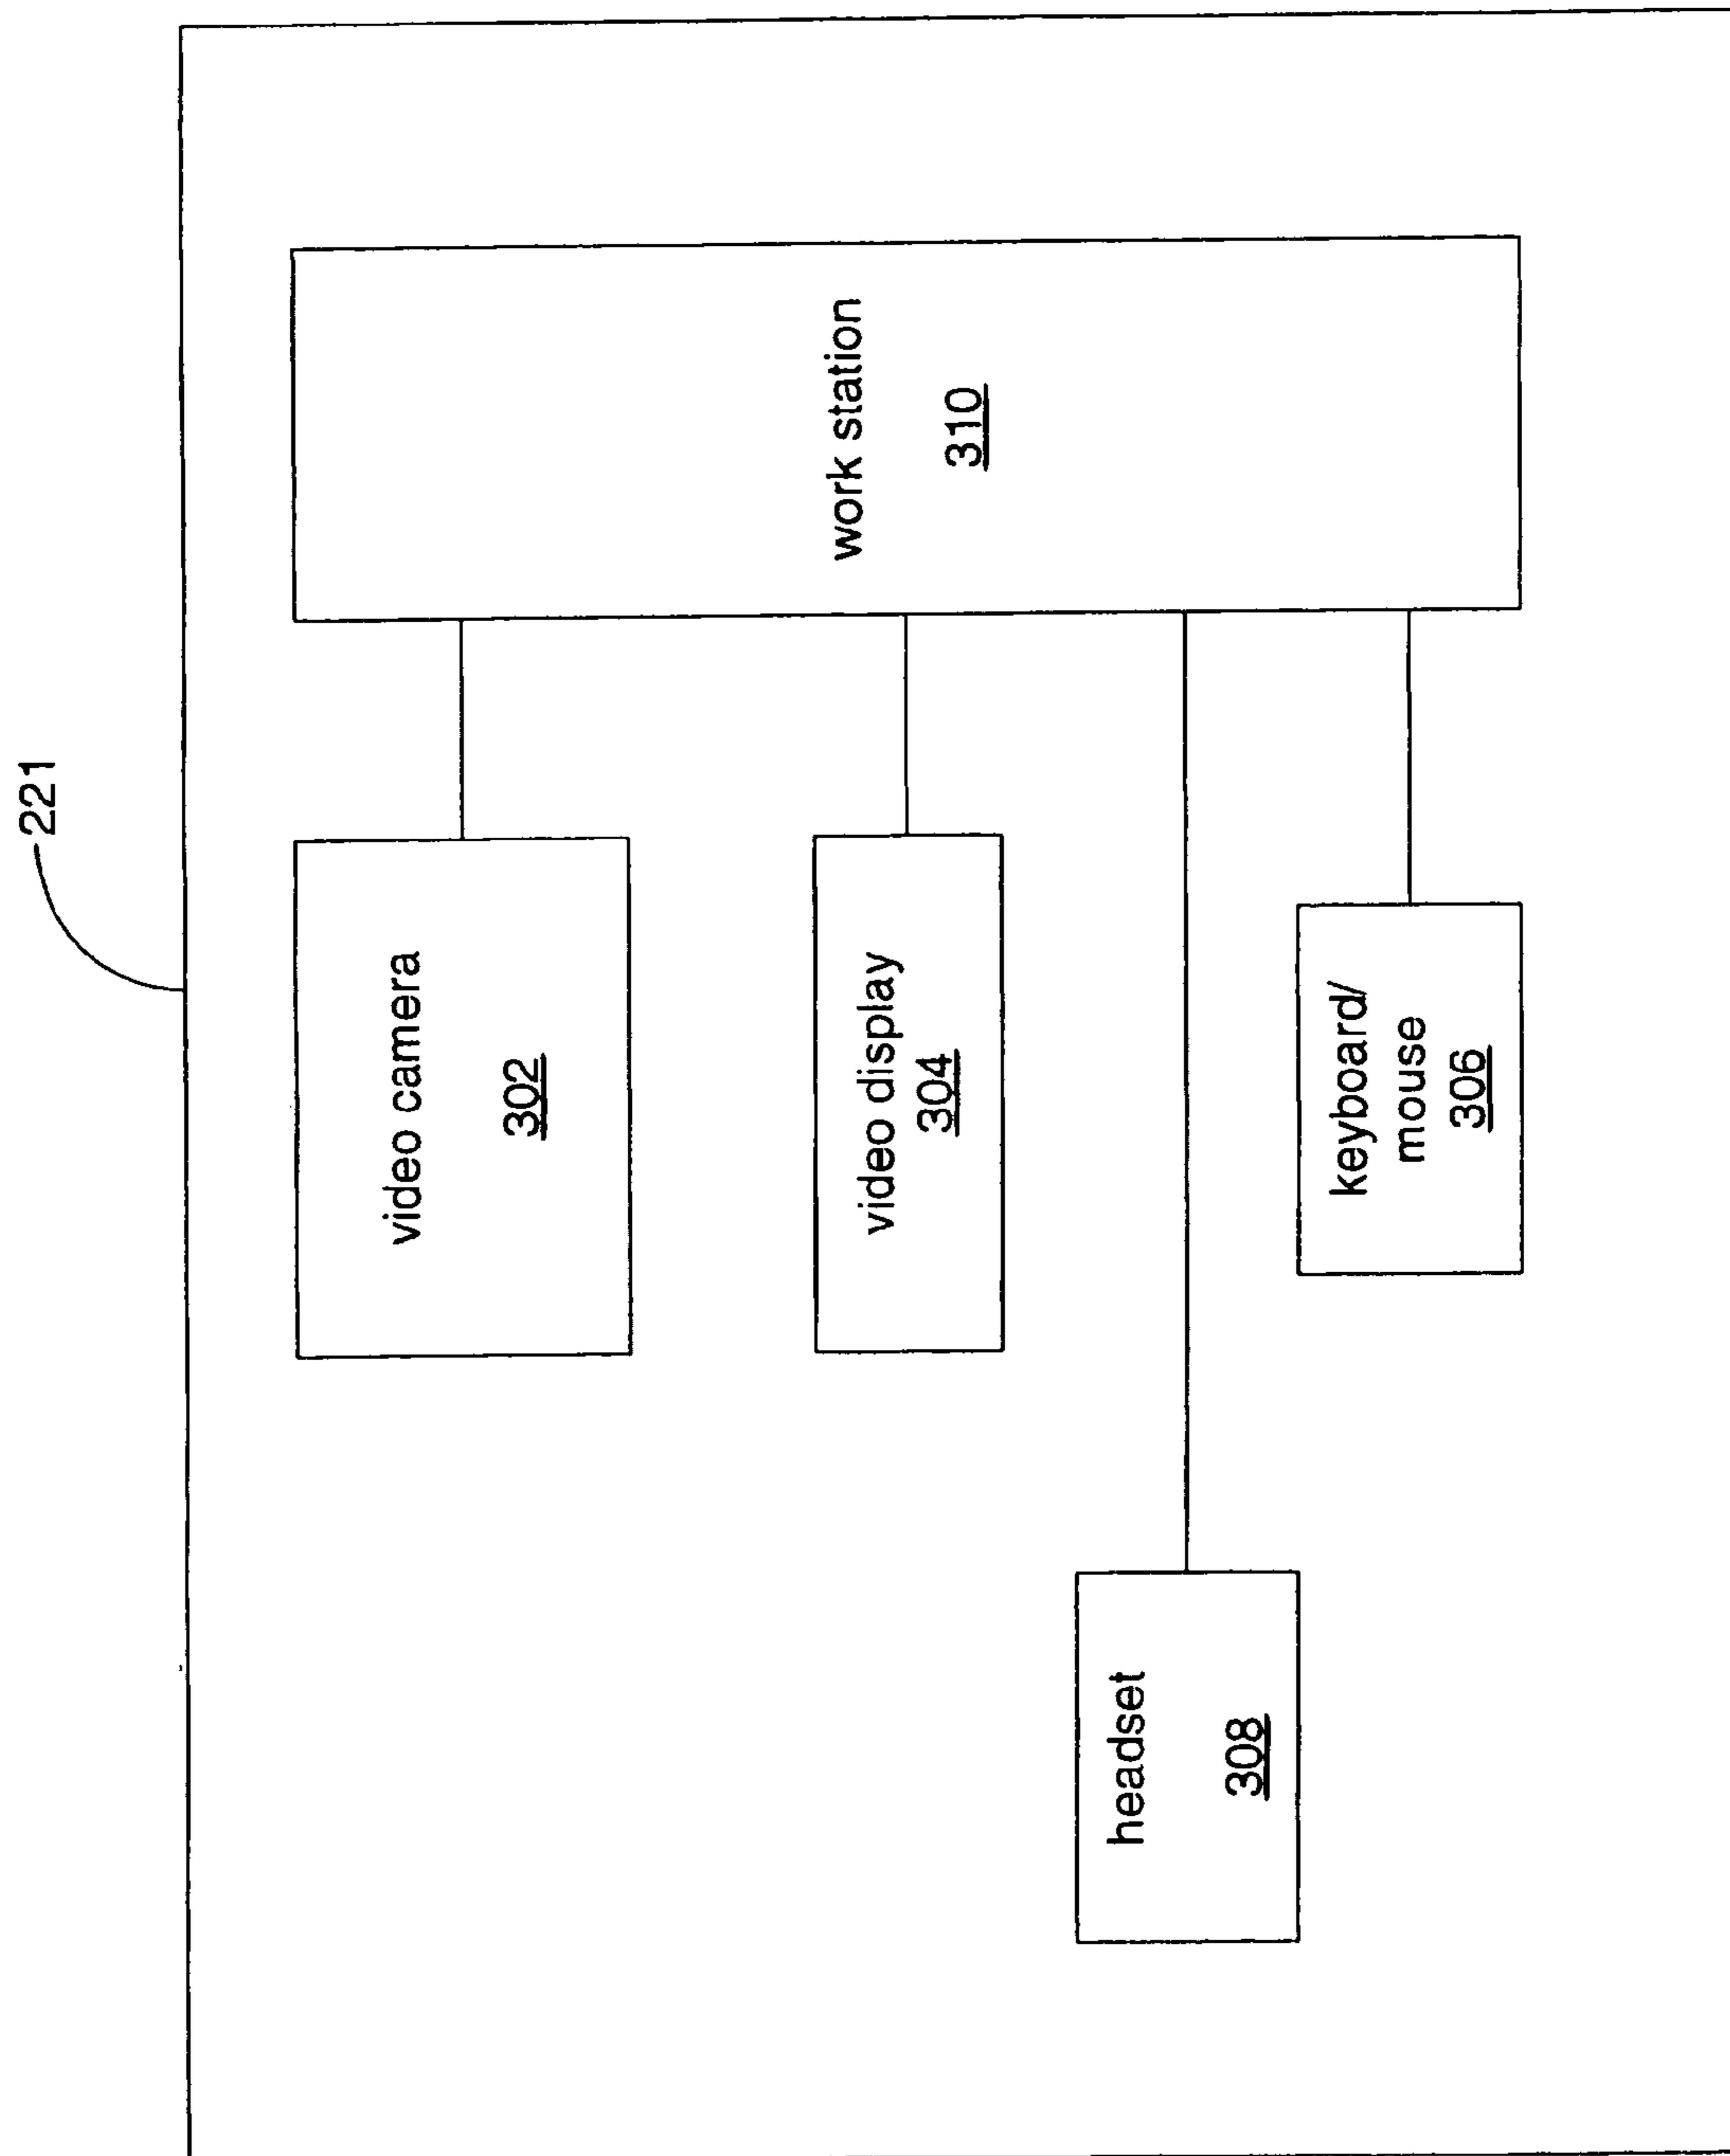 221
work station
310
video camera
302
video display
304
keyboard/
mouse
306
headset
308